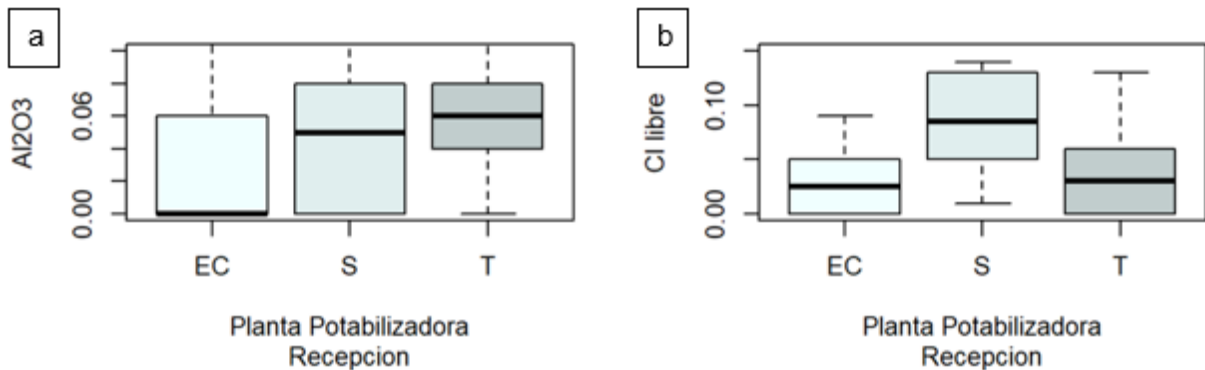 a
Al2O3
0.06
0.00
EC
S
T
Planta Potabilizadora
Recepcion
b
Cl libre
0.10
0.00
EC
S
T
Planta Potabilizadora
Recepcion